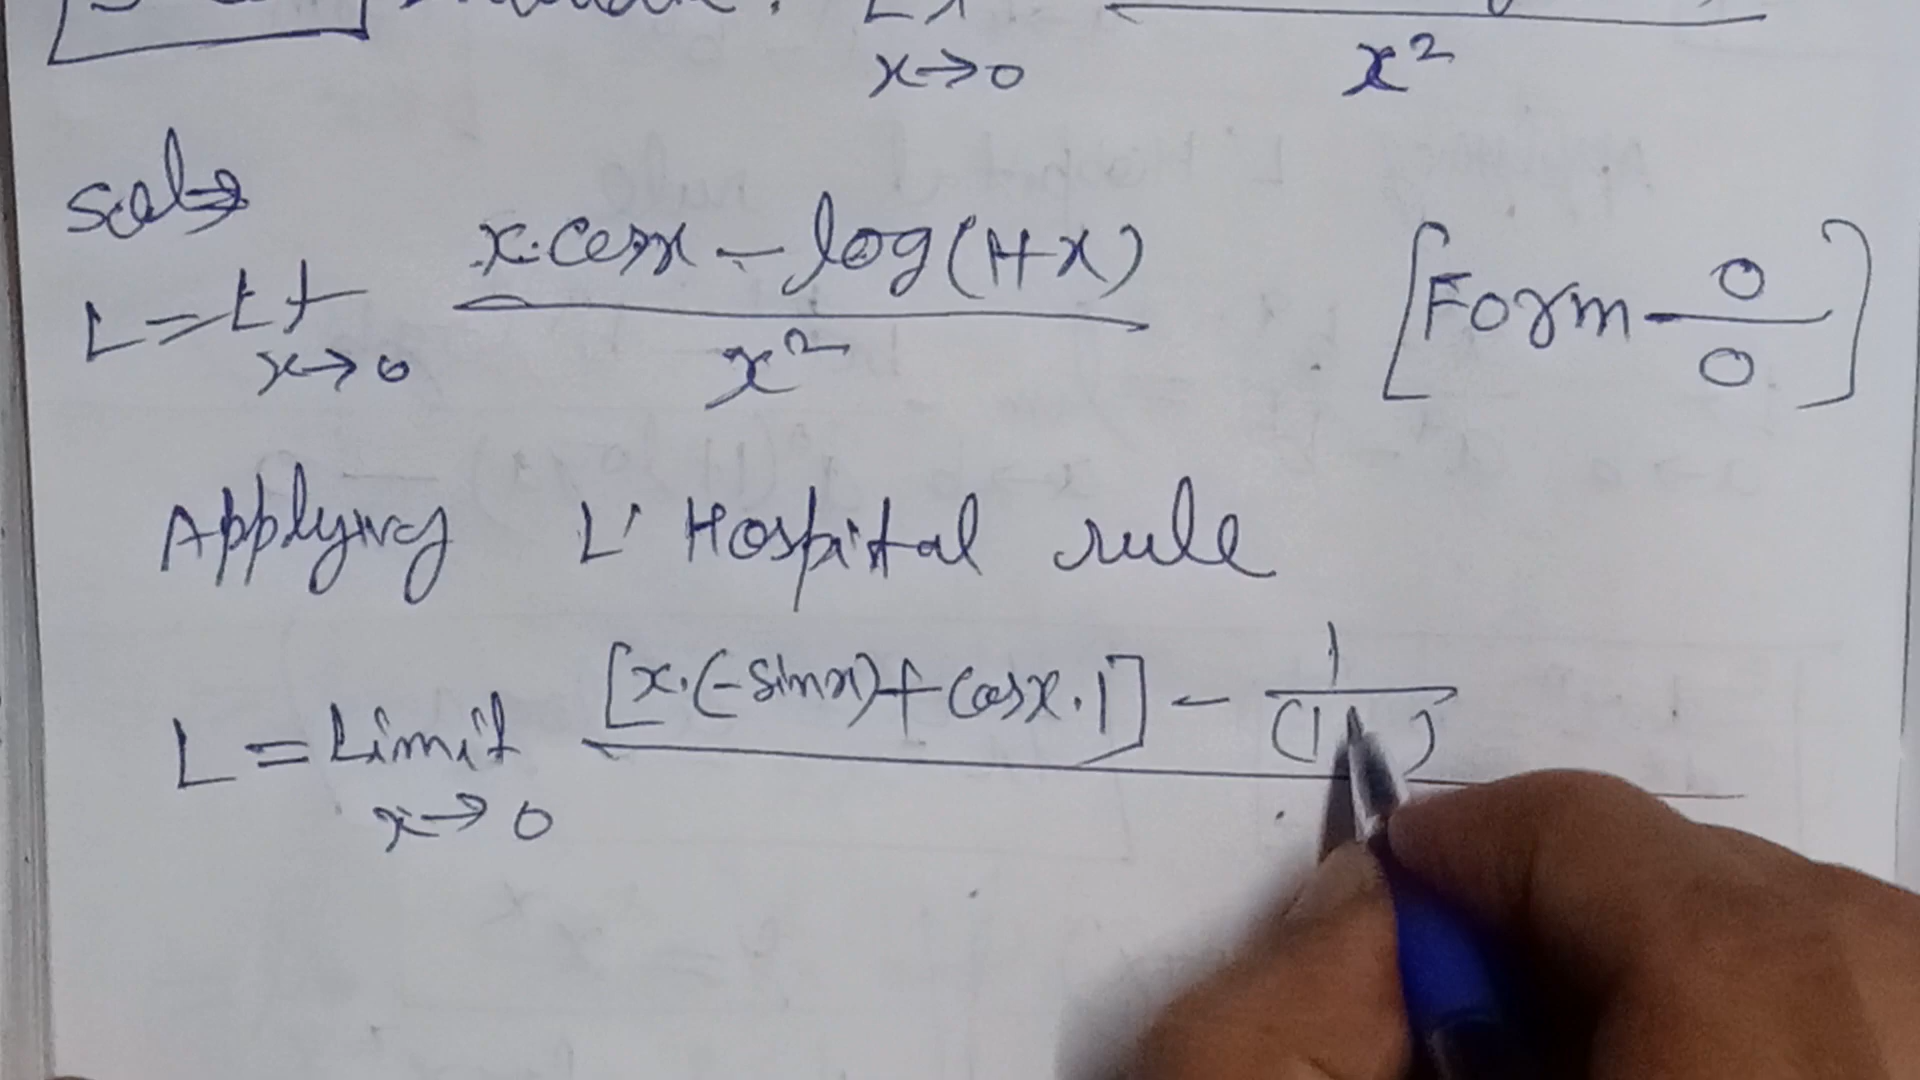 x→0 x²
Sol→
L = Lt x→0 x.cosx – log(1+x) / x² [Form 0/0]
Applying L' Hospital rule
L = Limit x→0 [x.(-sinx)+cosx.1] – 1/(1+ )